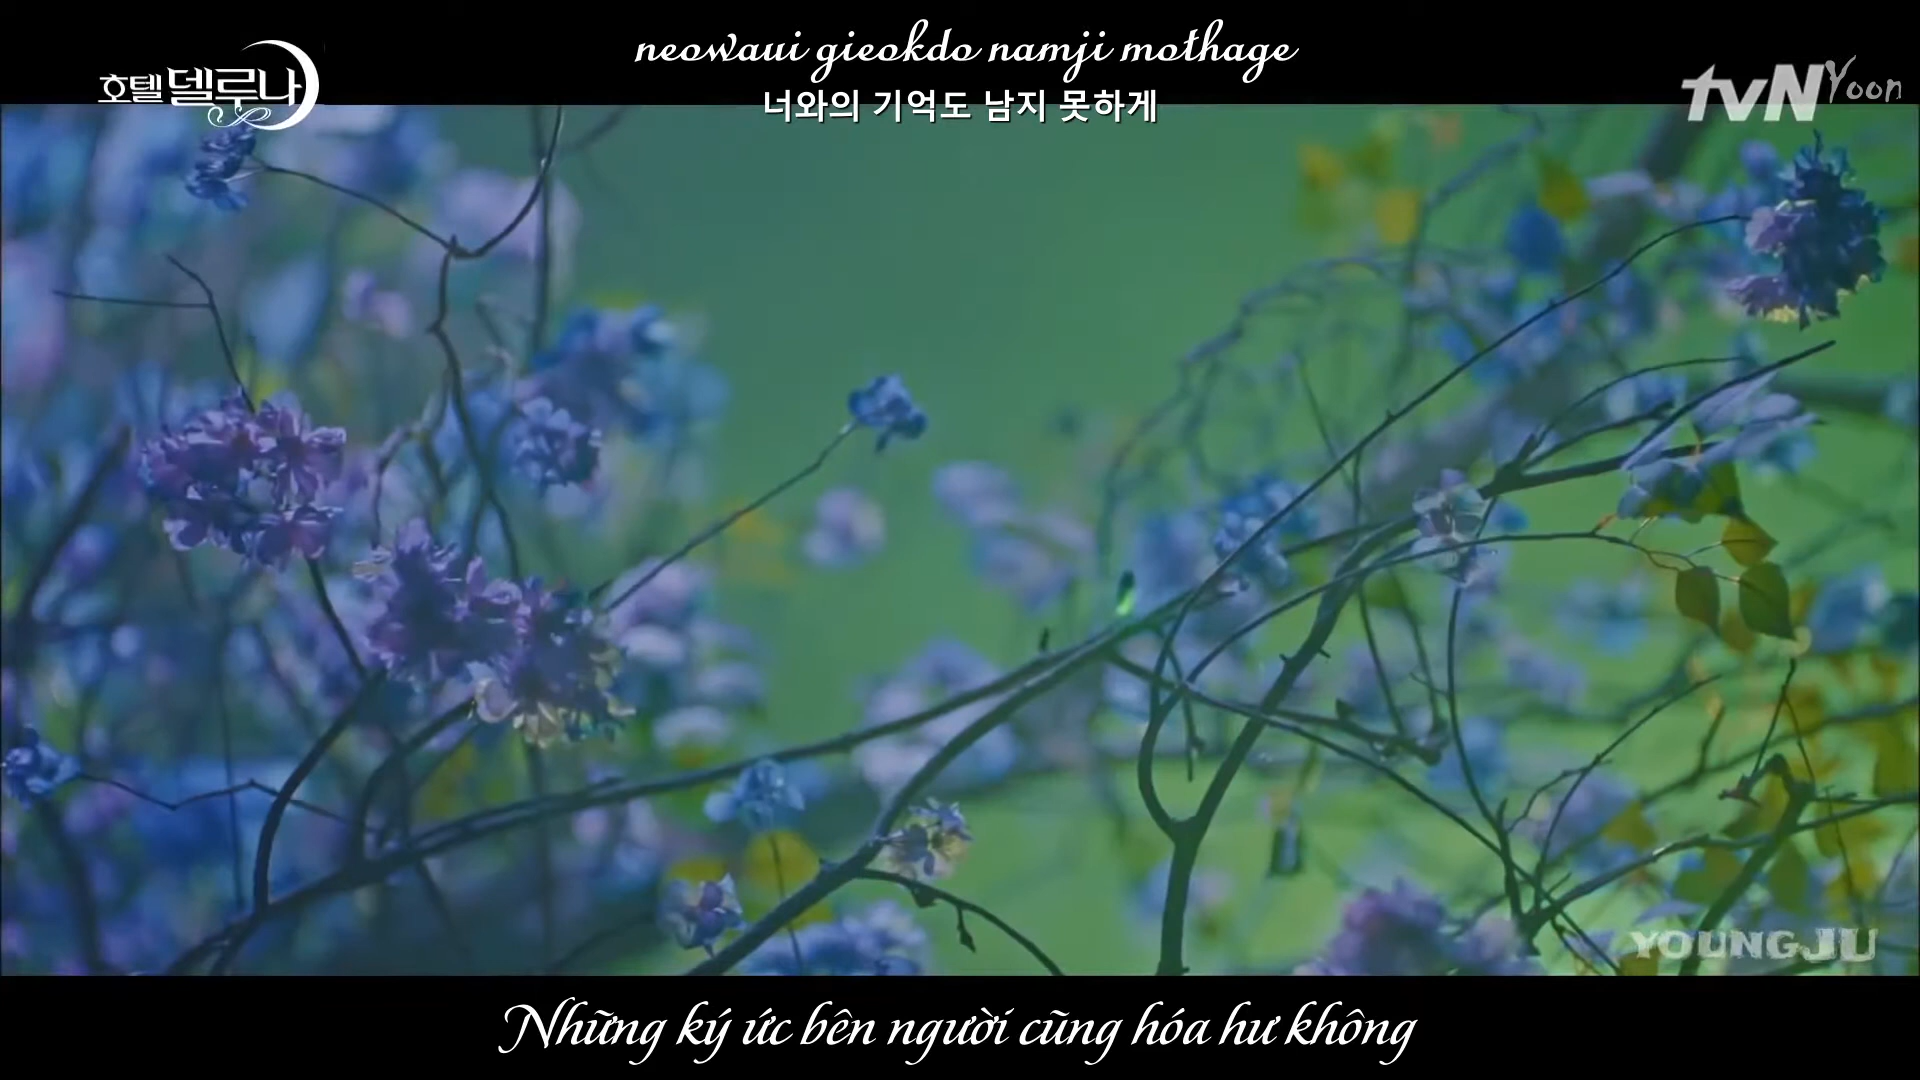 neowaui gieokdo namji mothage
호텔 델루나
tvN
Yoon
너와의 기억도 남지 못하게
YOUNGJU
Những ký ức bên người cũng hóa hư không